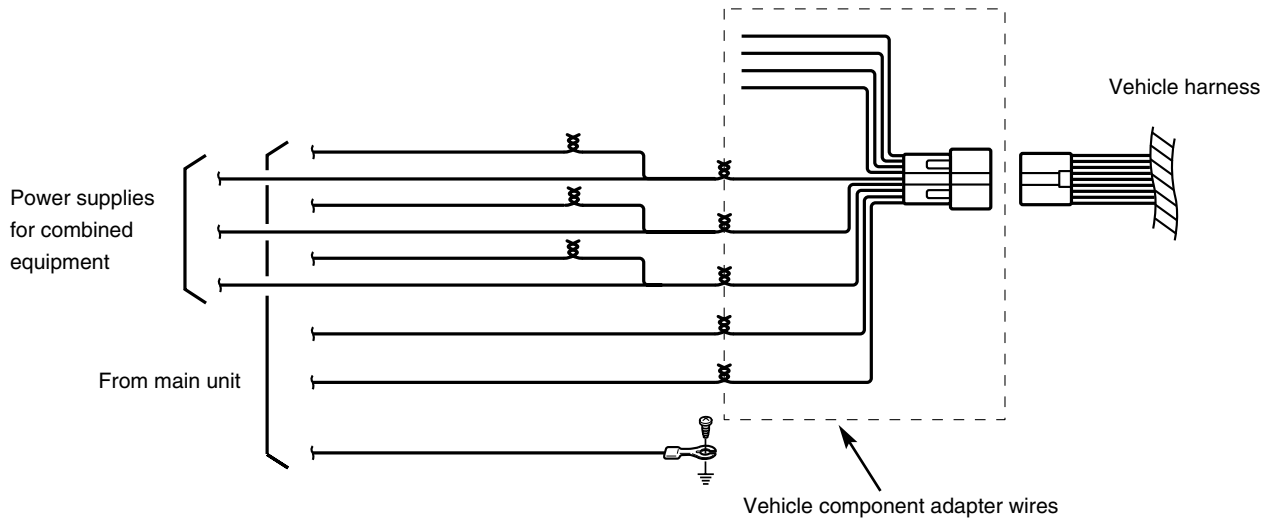 Vehicle harness
Power supplies
for combined
equipment
From main unit
Vehicle component adapter wires